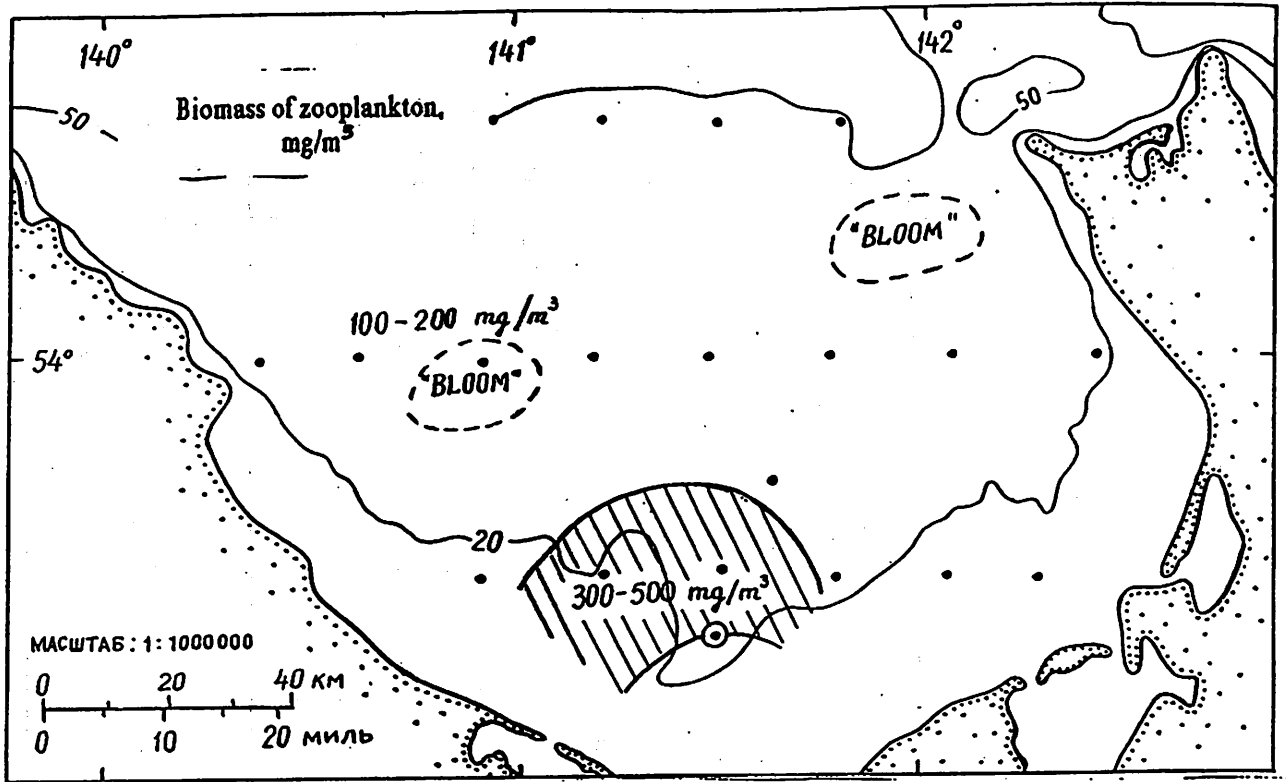 140°
141°
142°
50
Biomass of zooplankton,
mg/m³
50
"BLOOM"
100-200 mg/m³
54°
"BLOOM"
20
300-500 mg/m³
МАСШТАБ: 1: 1000000
0 20 40 км
0 10 20 миль